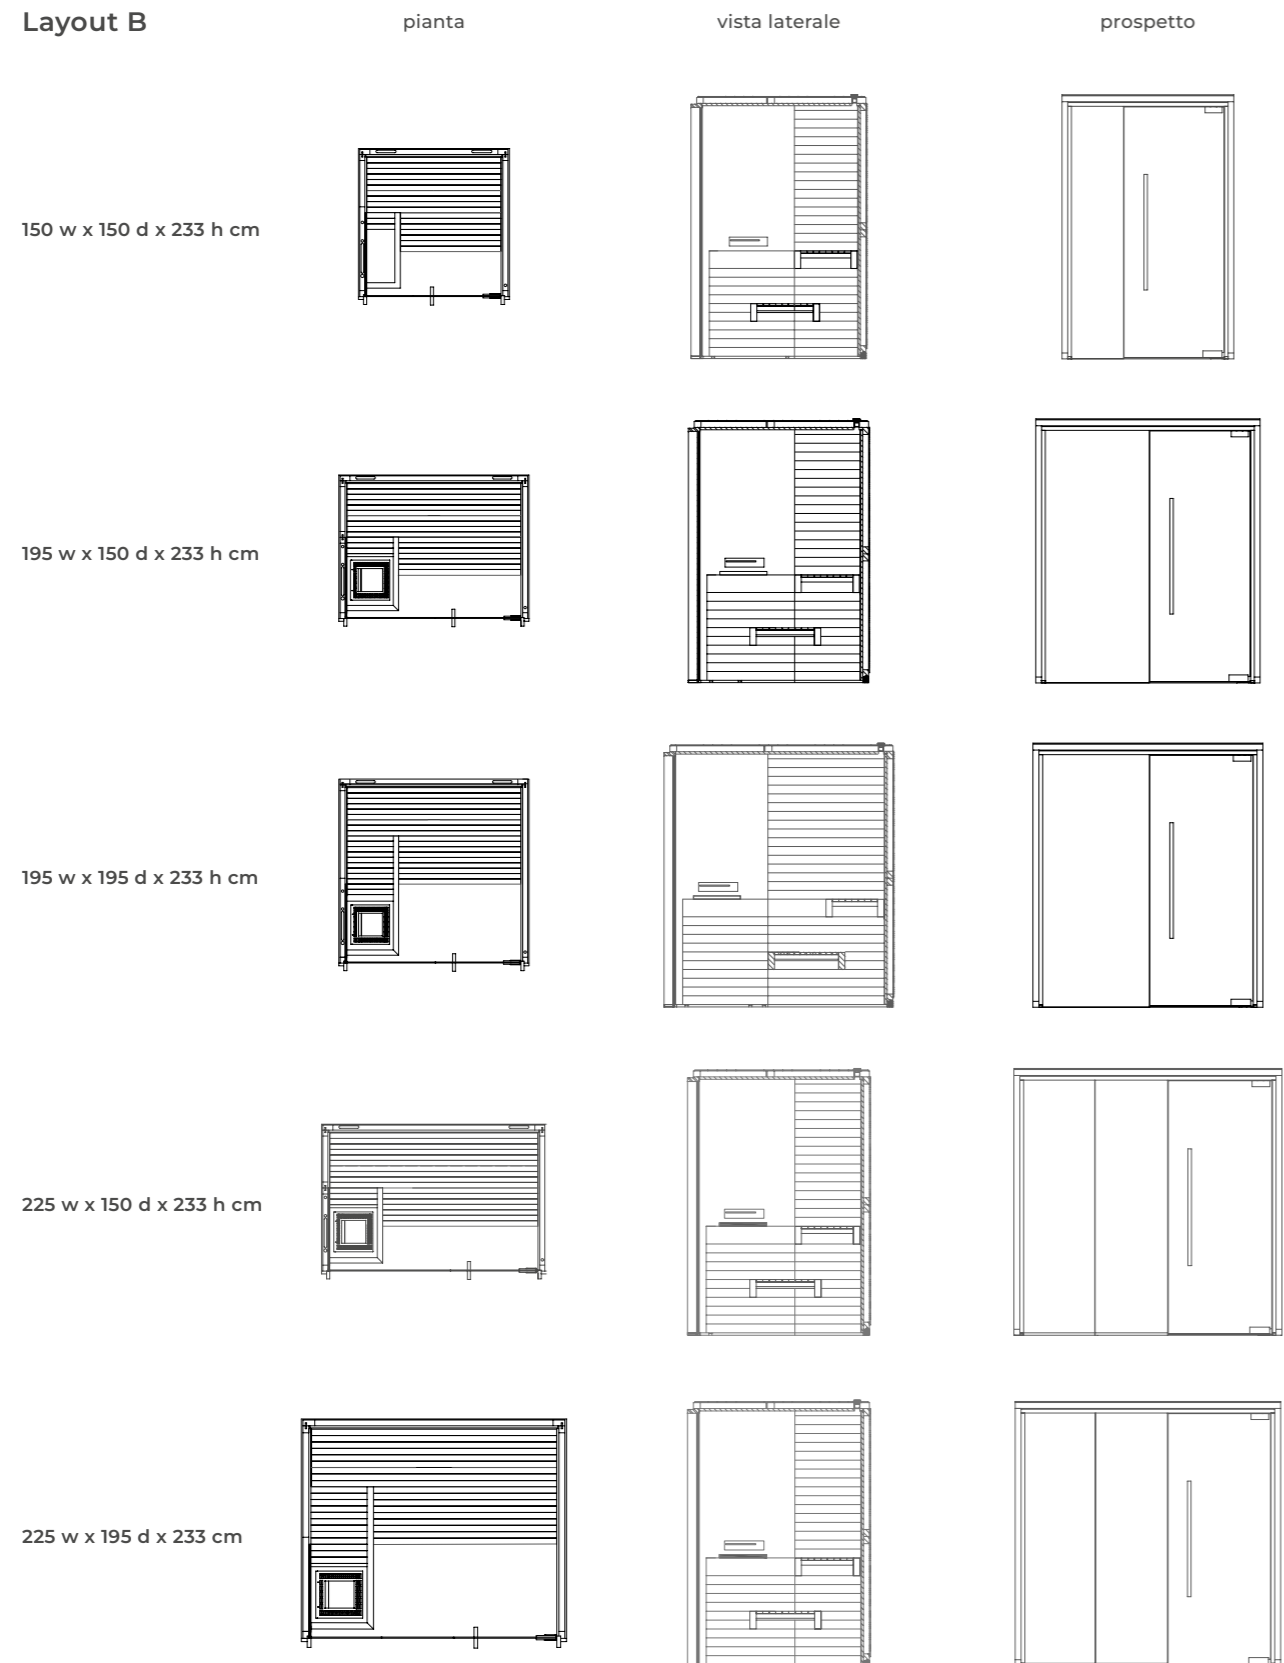 Layout B
pianta
vista laterale
prospetto
150 w x 150 d x 233 h cm
195 w x 150 d x 233 h cm
195 w x 195 d x 233 h cm
225 w x 150 d x 233 h cm
225 w x 195 d x 233 cm